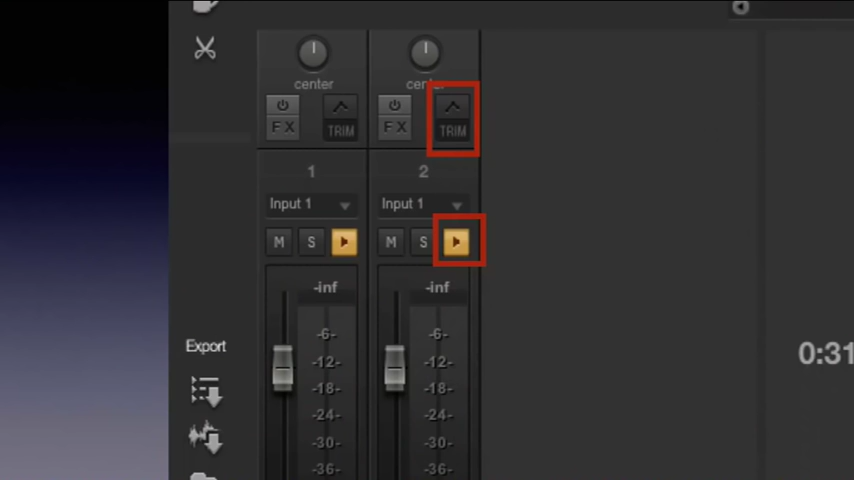 center
center
FX
TRIM
FX
TRIM
1
2
Input 1
Input 1
M
S
M
S
-inf
-inf
-6-
-6-
-12-
-12-
-18-
-18-
-24-
-24-
-30-
-30-
-36-
-36-
Export
0:31